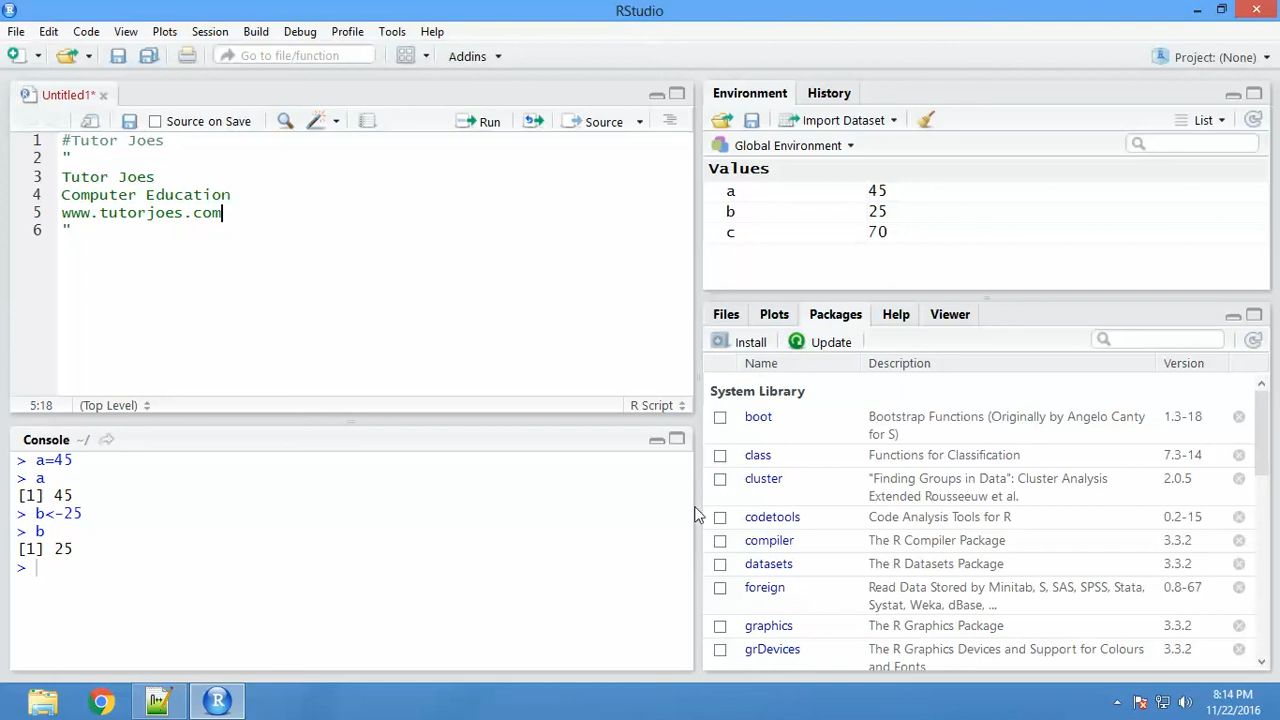 RStudio
File Edit Code View Plots Session Build Debug Profile Tools Help
Go to file/function Addins Project: (None)
Untitled1*
Source on Save Run Source
1 #Tutor Joes
2 "
3 Tutor Joes
4 Computer Education
5 www.tutorjoes.com
6 "
5:18 (Top Level) R Script
Console ~/
> a=45
> a
[1] 45
> b<-25
> b
[1] 25
>
Environment History
Import Dataset List
Global Environment
Values
a 45
b 25
c 70
Files Plots Packages Help Viewer
Install Update
Name Description Version
System Library
boot Bootstrap Functions (Originally by Angelo Canty 1.3-18
for S)
class Functions for Classification 7.3-14
cluster "Finding Groups in Data": Cluster Analysis 2.0.5
Extended Rousseeuw et al.
codetools Code Analysis Tools for R 0.2-15
compiler The R Compiler Package 3.3.2
datasets The R Datasets Package 3.3.2
foreign Read Data Stored by Minitab, S, SAS, SPSS, Stata, 0.8-67
Systat, Weka, dBase, ...
graphics The R Graphics Package 3.3.2
grDevices The R Graphics Devices and Support for Colours 3.3.2
and Fonts
8:14 PM
11/22/2016